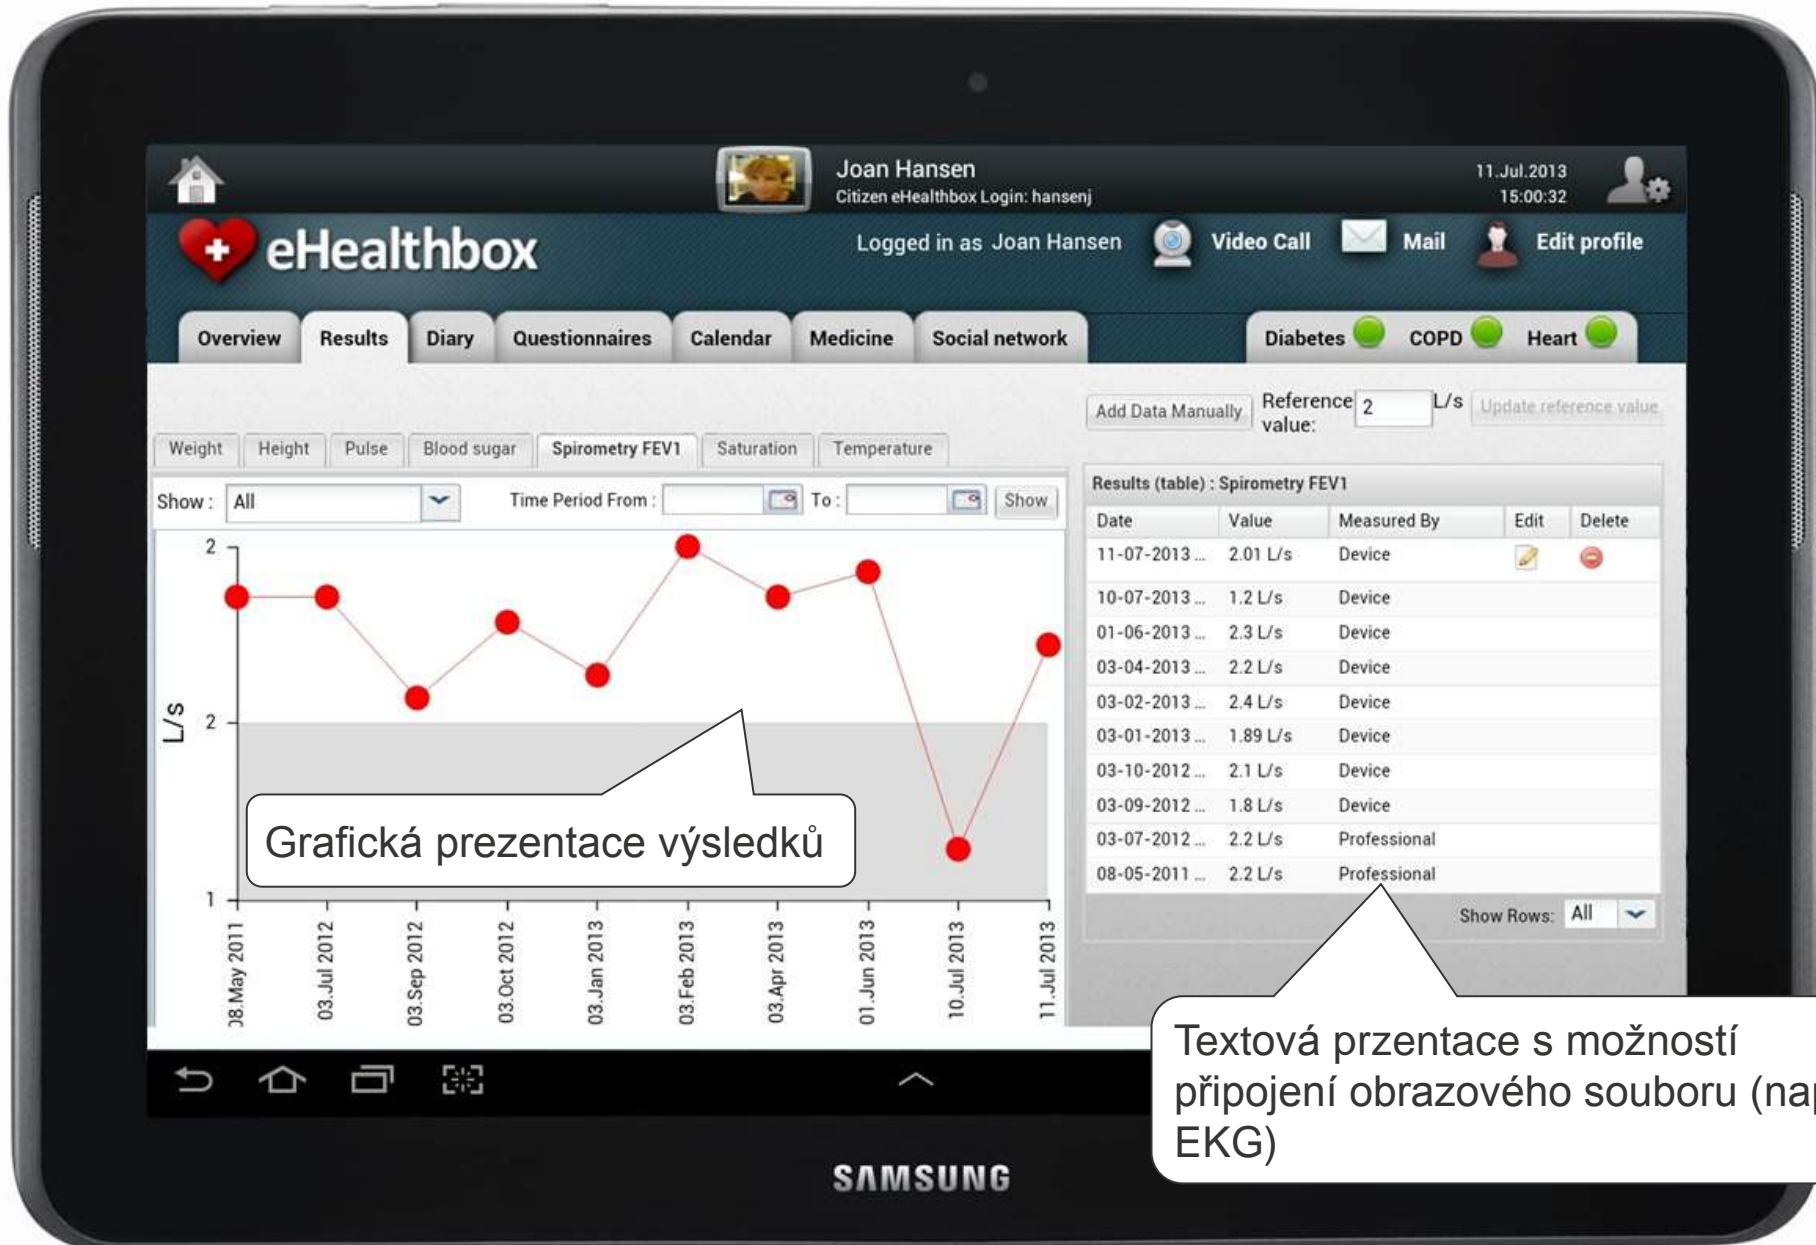 Joan Hansen
Citizen eHealthbox Login: hansenj
11.Jul.2013
15:00:32
eHealthbox
Logged in as Joan Hansen
Video Call
Mail
Edit profile
Overview
Results
Diary
Questionnaires
Calendar
Medicine
Social network
Diabetes
COPD
Heart
Add Data Manually
Reference value:
2
L/s
Update reference value
Weight
Height
Pulse
Blood sugar
Spirometry FEV1
Saturation
Temperature
Show :
All
Time Period From :
To :
Show
Results (table) : Spirometry FEV1
Date Value Measured By Edit Delete
11-07-2013 ... 2.01 L/s Device
10-07-2013 ... 1.2 L/s Device
01-06-2013 ... 2.3 L/s Device
03-04-2013 ... 2.2 L/s Device
03-02-2013 ... 2.4 L/s Device
03-01-2013 ... 1.89 L/s Device
03-10-2012 ... 2.1 L/s Device
03-09-2012 ... 1.8 L/s Device
03-07-2012 ... 2.2 L/s Professional
08-05-2011 ... 2.2 L/s Professional
Show Rows: All
2
2
1
L/s
08.May 2011
03.Jul 2012
03.Sep 2012
03.Oct 2012
03.Jan 2013
03.Feb 2013
03.Apr 2013
01.Jun 2013
10.Jul 2013
11.Jul 2013
Grafická prezentace výsledků
Textová przentace s možností
připojení obrazového souboru (nap
EKG)
SAMSUNG